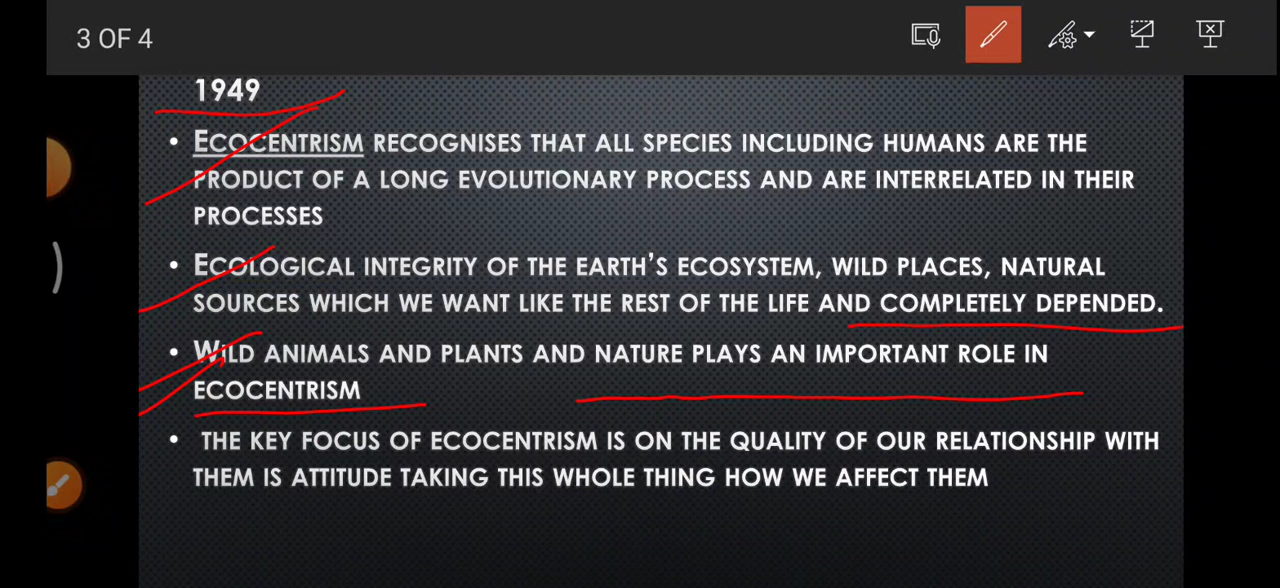 3 OF 4
1949
• ECOCENTRISM RECOGNISES THAT ALL SPECIES INCLUDING HUMANS ARE THE
PRODUCT OF A LONG EVOLUTIONARY PROCESS AND ARE INTERRELATED IN THEIR
PROCESSES
• ECOLOGICAL INTEGRITY OF THE EARTH'S ECOSYSTEM, WILD PLACES, NATURAL
SOURCES WHICH WE WANT LIKE THE REST OF THE LIFE AND COMPLETELY DEPENDED.
• WILD ANIMALS AND PLANTS AND NATURE PLAYS AN IMPORTANT ROLE IN
ECOCENTRISM
• THE KEY FOCUS OF ECOCENTRISM IS ON THE QUALITY OF OUR RELATIONSHIP WITH
THEM IS ATTITUDE TAKING THIS WHOLE THING HOW WE AFFECT THEM